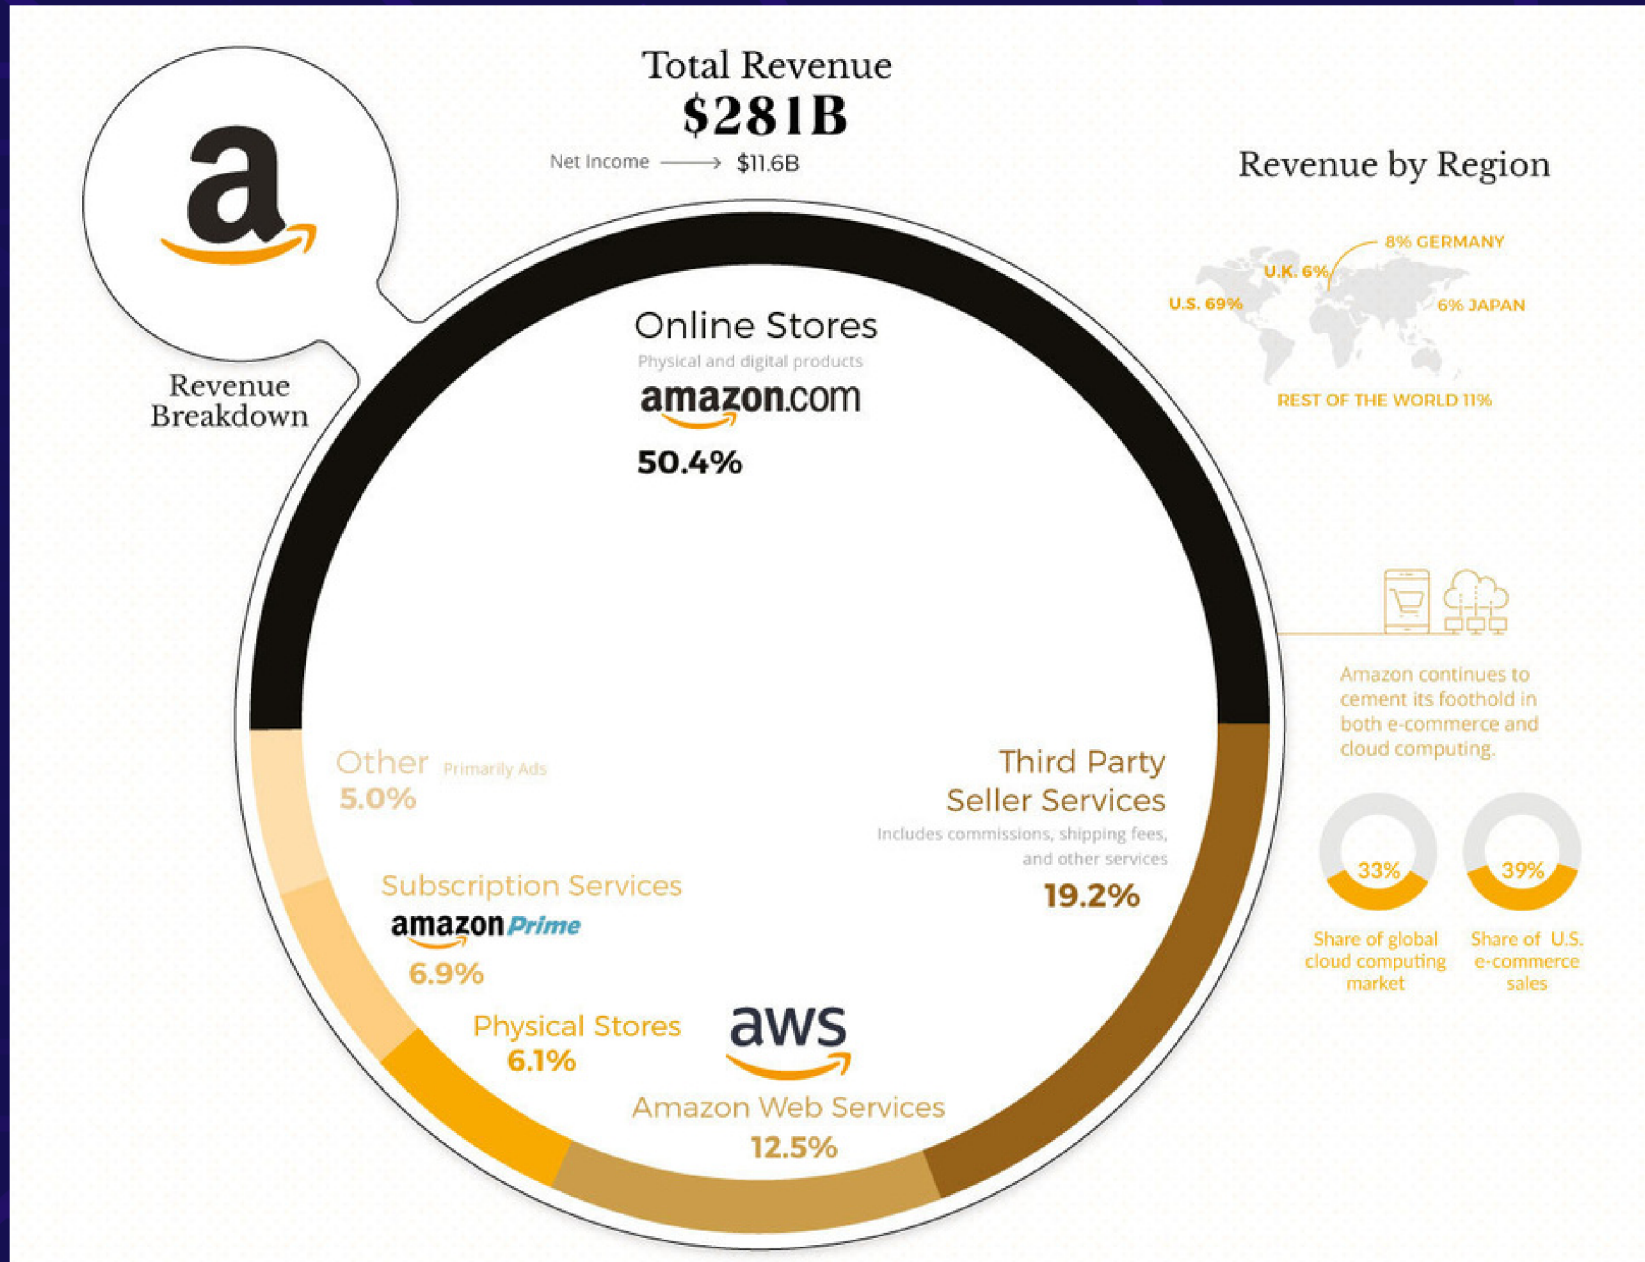 a
Revenue
Breakdown
Total Revenue
$281B
Net Income $11.6B
Online Stores
Physical and digital products
amazon.com
50.4%
Other Primarily Ads
5.0%
Subscription Services
amazon Prime
6.9%
Physical Stores
6.1%
aws
Amazon Web Services
12.5%
Third Party
Seller Services
Includes commissions, shipping fees,
and other services
19.2%
Revenue by Region
8% GERMANY
U.K. 6%
U.S. 69%
6% JAPAN
REST OF THE WORLD 11%
Amazon continues to
cement its foothold in
both e-commerce and
cloud computing.
33%
Share of global
cloud computing
market
39%
Share of U.S.
e-commerce
sales